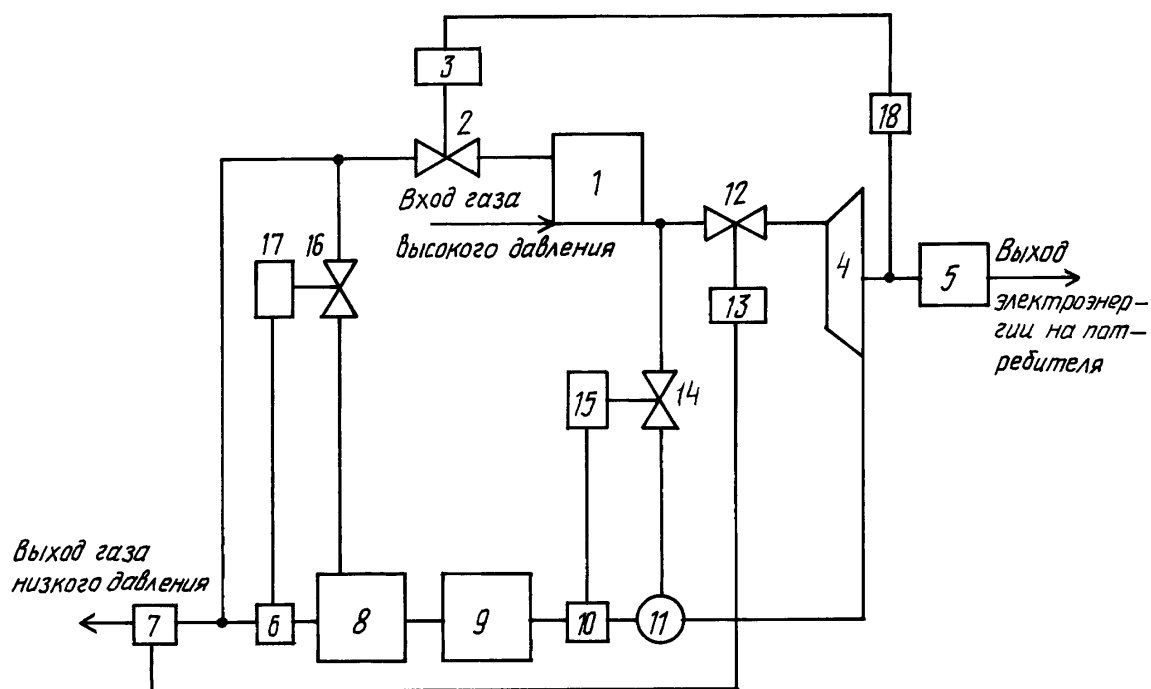 3
18
2
1
Вход газа
высокого давления
12
4
5
Выход
электроэнер-
гии на пот-
ребителя
17
16
13
15
14
Выход газа
низкого давления
7
6
8
9
10
11